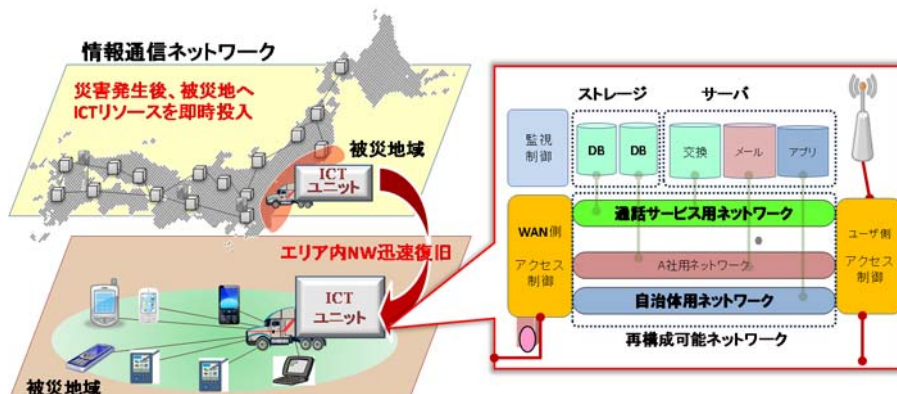 情報通信ネットワーク
災害発生後、被災地へ
ICTリソースを即時投入
被災地域
ICT
ユニット
エリア内NW迅速復旧
ICT
ユニット
被災地域
ストレージ
サーバ
監視
制御
DB
DB
交換
メール
アプリ
通話サービス用ネットワーク
WAN側
アクセス
制御
A社用ネットワーク
ユーザ側
アクセス
制御
自治体用ネットワーク
再構成可能ネットワーク